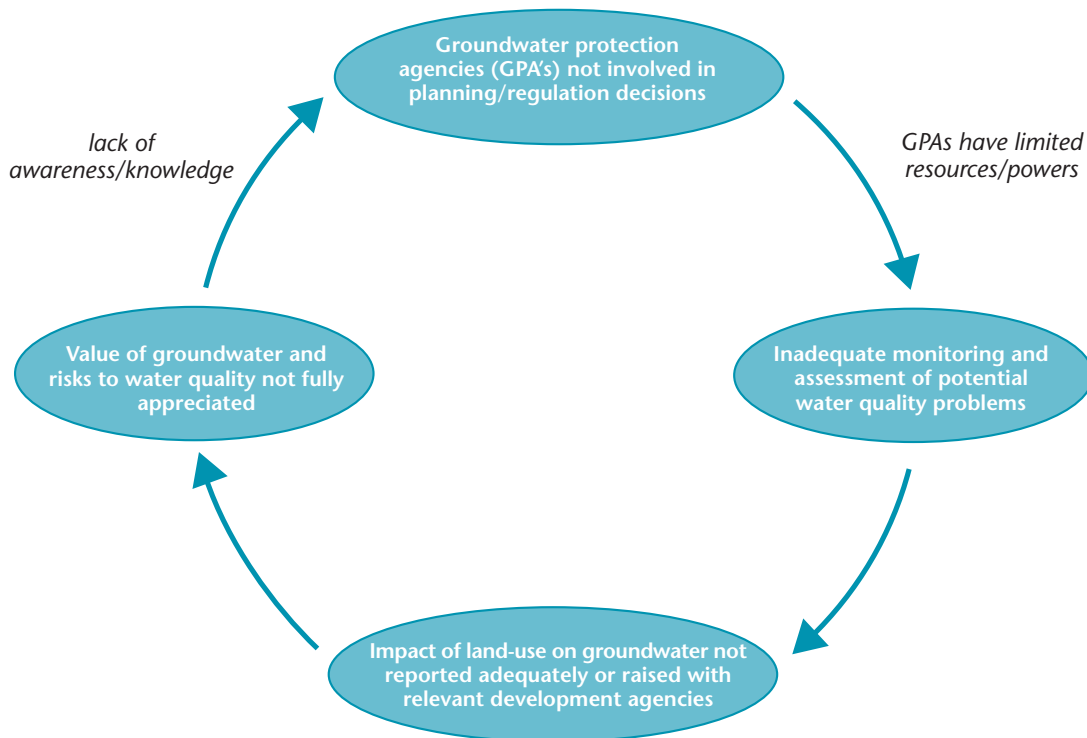 Groundwater protection
agencies (GPA's) not involved in
planning/regulation decisions
lack of
awareness/knowledge
GPAs have limited
resources/powers
Value of groundwater and
risks to water quality not fully
appreciated
Inadequate monitoring and
assessment of potential
water quality problems
Impact of land-use on groundwater not
reported adequately or raised with
relevant development agencies